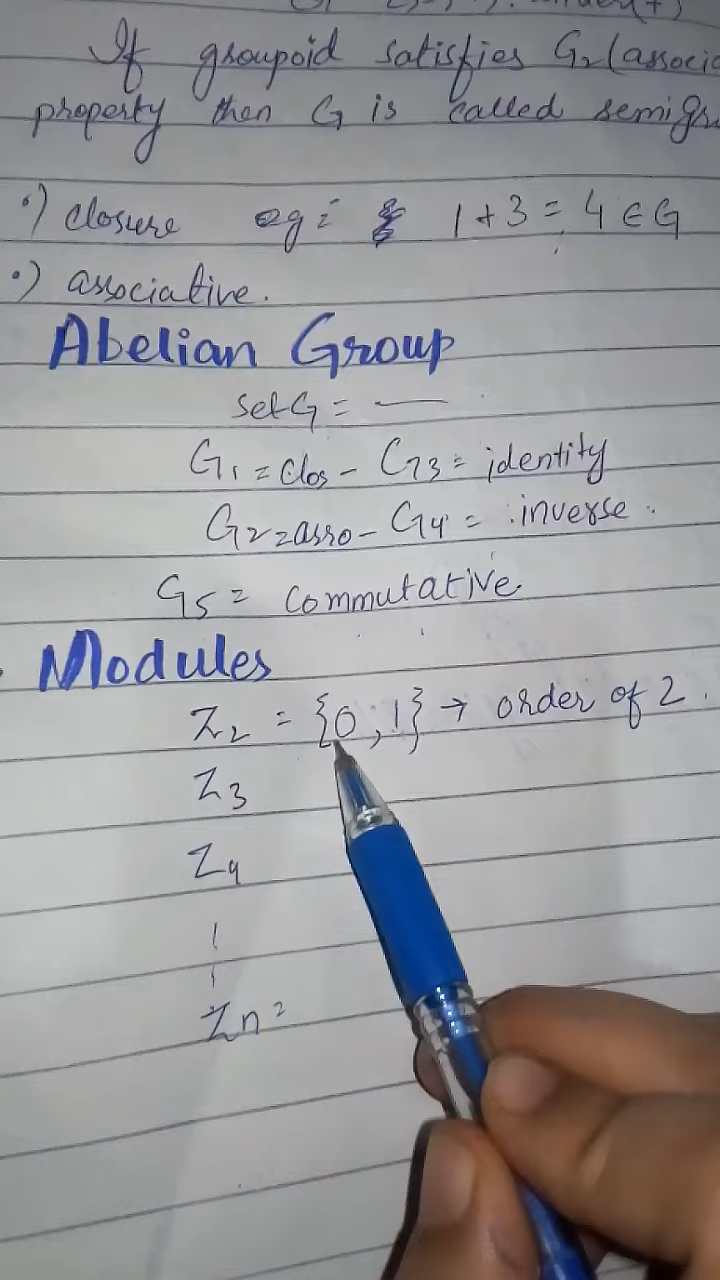 If groupoid satisfies G₂ (associ
property then G is called semigr
•) closure eg: 1 + 3 = 4 ∈ G
•) associative.
Abelian Group
set G = —
G₁ = clos - G3 = identity
G₂ = asso - G4 = inverse.
G5 = commutative
Modules
Z₂ = {0, 1} → order of 2.
Z₃
Z₄
Zn =